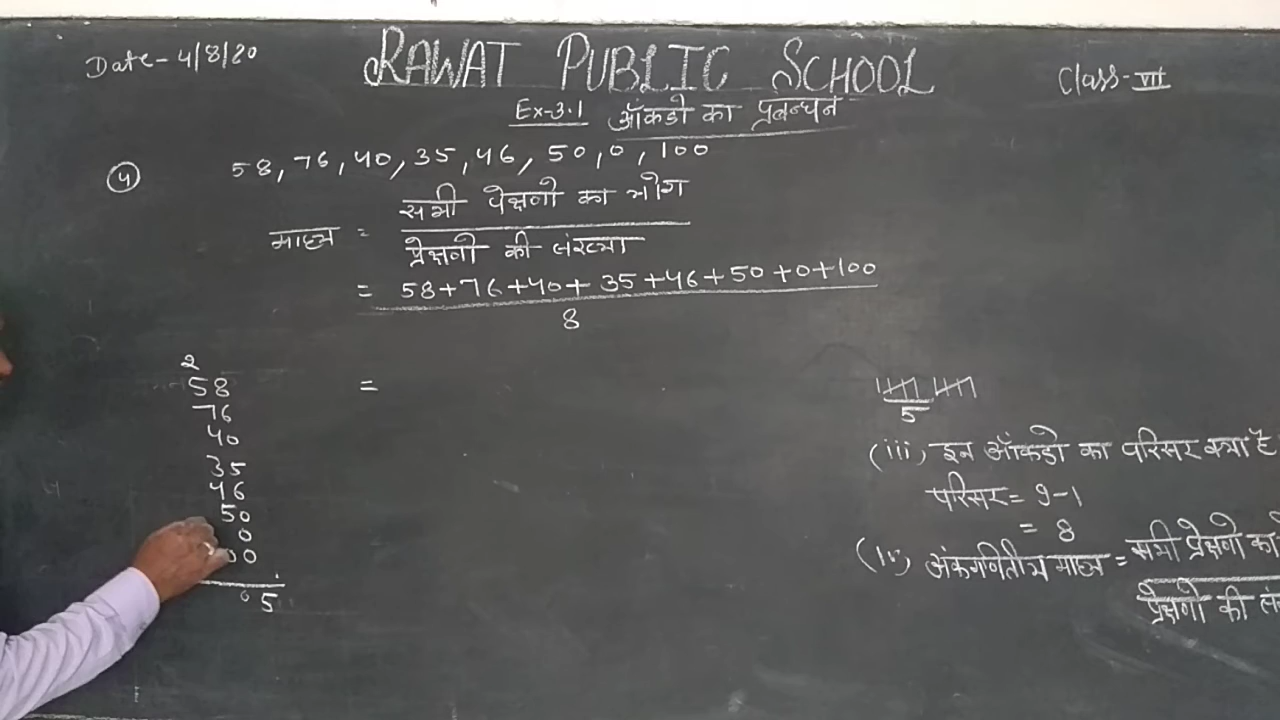 Date-4/8/20
RAWAT PUBLIC SCHOOL
Class-VII
Ex-3.1 आँकडो का प्रबन्धन
4
58, 76, 40, 35, 46, 50, 0, 100
माध्य = सभी पेक्षणो का योग
प्रेक्षणो की संख्या
= 58+76+40+35+46+50+0+100
8
=
2
58
76
40
35
46
50
0
00
5
5
(iii) इन आँकडो का परिसर क्या है
परिसर = 9-1
= 8
(iv) अंकगणितीय माध्य = सभी प्रेक्षणो का
प्रेक्षणो की